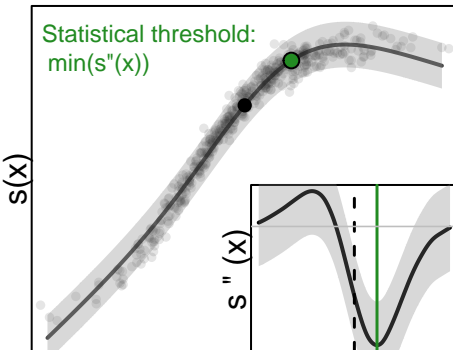 Statistical threshold:
min(s"(x))
s(x)
s " (x)